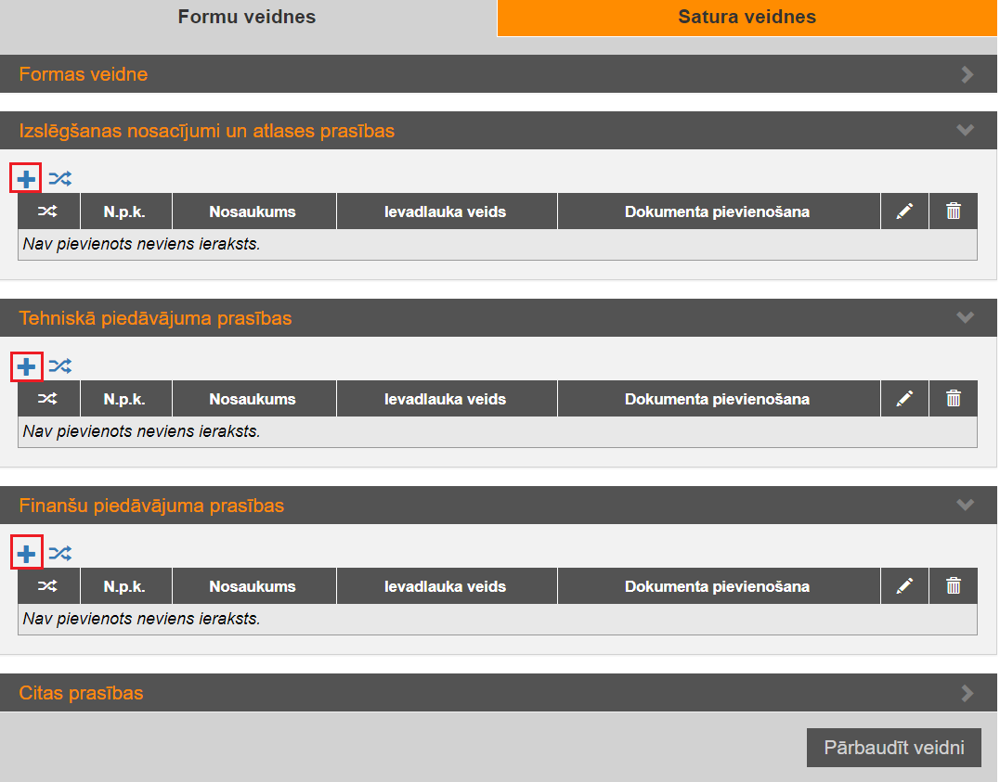 Formu veidnes
Satura veidnes
Formas veidne
Izslēgšanas nosacījumi un atlases prasības
N.p.k. Nosaukums Ievadlauka veids Dokumenta pievienošana
Nav pievienots neviens ieraksts.
Tehniskā piedāvājuma prasības
N.p.k. Nosaukums Ievadlauka veids Dokumenta pievienošana
Nav pievienots neviens ieraksts.
Finanšu piedāvājuma prasības
N.p.k. Nosaukums Ievadlauka veids Dokumenta pievienošana
Nav pievienots neviens ieraksts.
Citas prasības
Pārbaudīt veidni